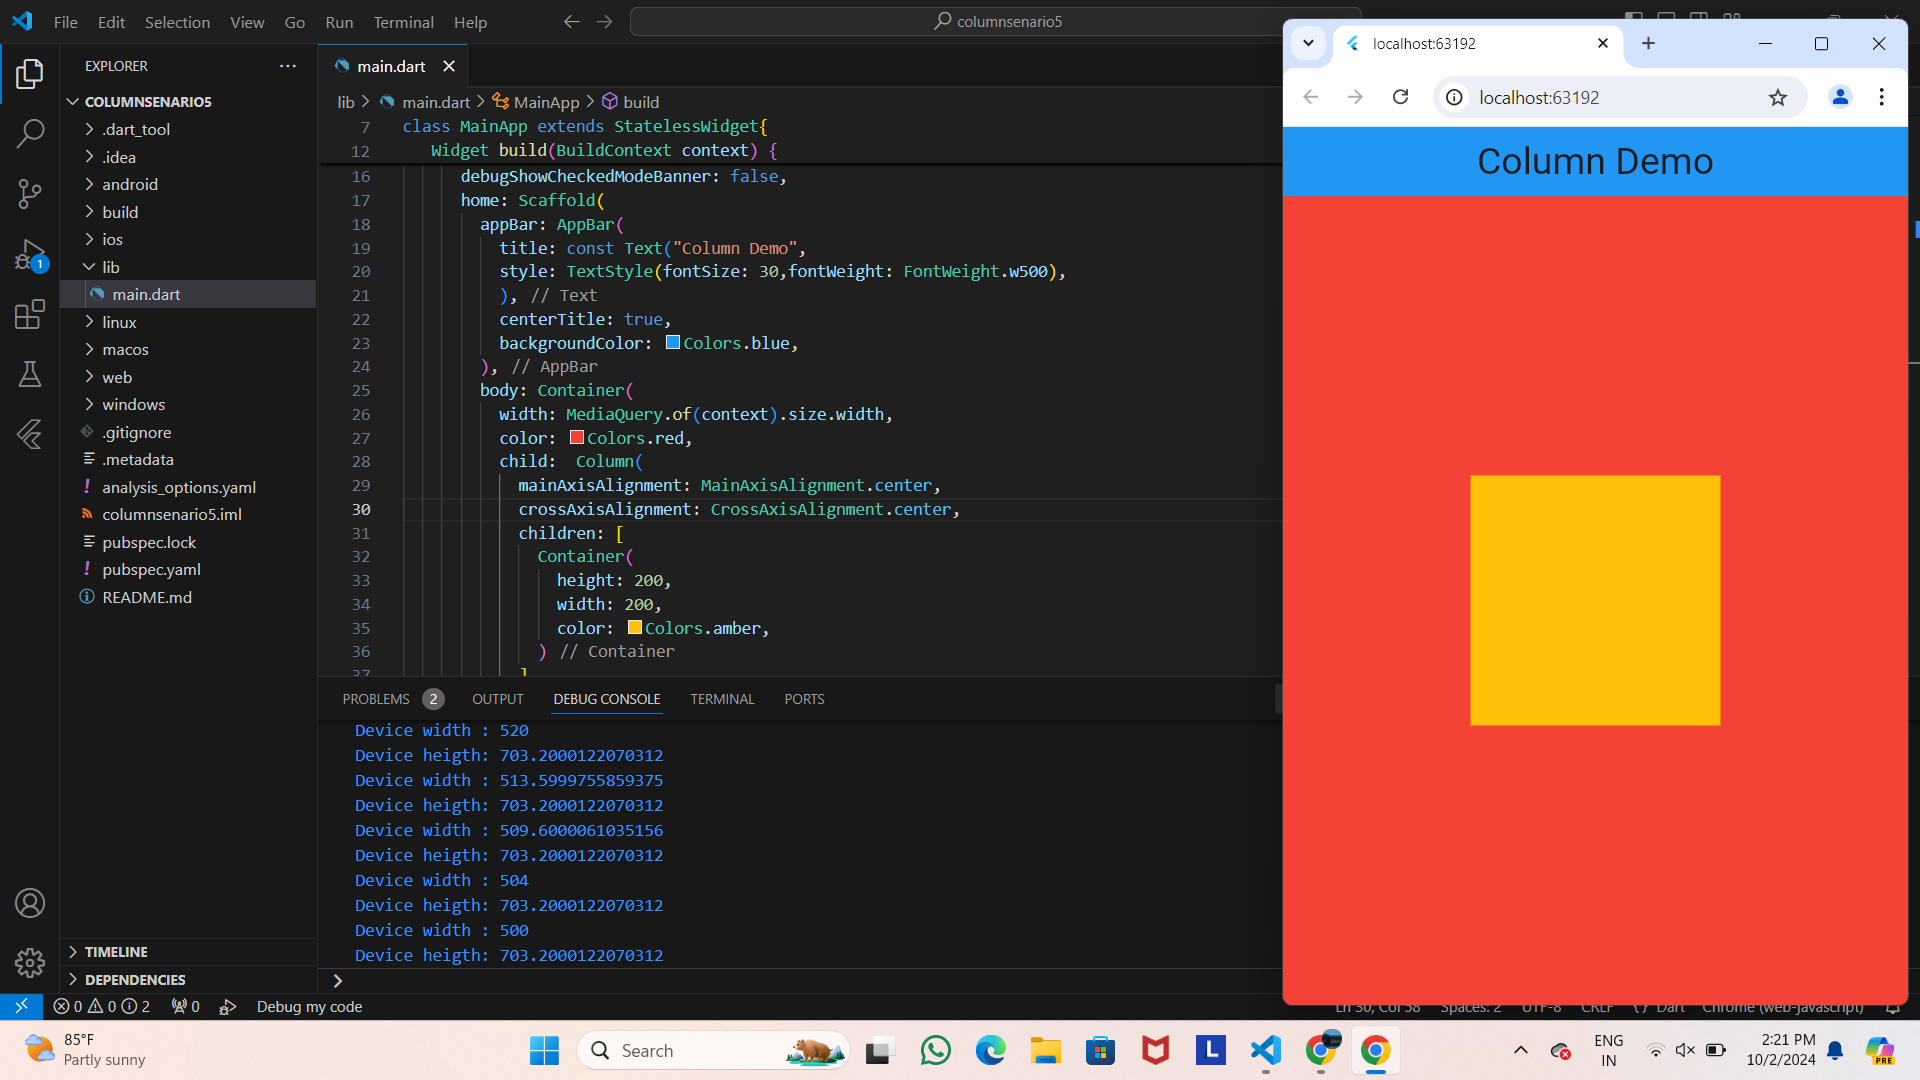 File Edit Selection View Go Run Terminal Help
columnsenario5
EXPLORER
COLUMNSENARIO5
.dart_tool
.idea
android
build
ios
lib
main.dart
linux
macos
web
windows
.gitignore
.metadata
analysis_options.yaml
columnsenario5.iml
pubspec.lock
pubspec.yaml
README.md
TIMELINE
DEPENDENCIES
1
main.dart
lib > main.dart > MainApp > build
7 class MainApp extends StatelessWidget{
12 Widget build(BuildContext context) {
16 debugShowCheckedModeBanner: false,
17 home: Scaffold(
18 appBar: AppBar(
19 title: const Text("Column Demo",
20 style: TextStyle(fontSize: 30,fontWeight: FontWeight.w500),
21 ), // Text
22 centerTitle: true,
23 backgroundColor: Colors.blue,
24 ), // AppBar
25 body: Container(
26 width: MediaQuery.of(context).size.width,
27 color: Colors.red,
28 child:  Column(
29 mainAxisAlignment: MainAxisAlignment.center,
30 crossAxisAlignment: CrossAxisAlignment.center,
31 children: [
32 Container(
33 height: 200,
34 width: 200,
35 color: Colors.amber,
36 ) // Container
37 ]
PROBLEMS 2 OUTPUT DEBUG CONSOLE TERMINAL PORTS
Device width : 520
Device heigth: 703.2000122070312
Device width : 513.5999755859375
Device heigth: 703.2000122070312
Device width : 509.6000061035156
Device heigth: 703.2000122070312
Device width : 504
Device heigth: 703.2000122070312
Device width : 500
Device heigth: 703.2000122070312
localhost:63192
localhost:63192
Column Demo
0 0 2 0 Debug my code
Ln 30, Col 58 Spaces: 2 UTF-8 CRLF {} Dart Chrome (web-javascript)
85°F
Partly sunny
Search
L
ENG
IN
2:21 PM
10/2/2024
PRE